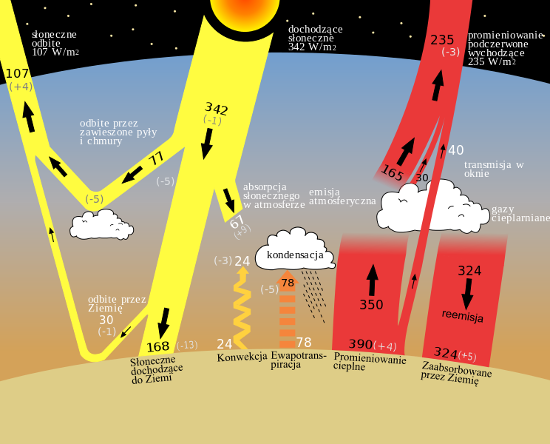 słoneczne
odbite
107 W/m2
107
(+4)
dochodzące
słoneczne
342 W/m2
promieniowanie-
podczerwone
wychodzące
235 W/m2
235
(-3)
342
(-1)
odbite przez
zawieszone pyły
i chmury
77
(-5)
(-5)
absorpcja
słonecznego
w atmosferze
67
(+9)
emisją
atmosferyczna
165
30
40
transmisja w
oknie
gazy
cieplarniane
kondensacja
(-3)
24
(-5)
78
350
324
reemisja
odbite przez
Ziemię
30
(-1)
168
(-13)
24
78
390(+4)
324(+5)
Słoneczne
dochodzące
do Ziemi
Konwekcja
Ewapotrans-
piracja
Promieniowanie
cieplne
Zaabsorbowane
przez Ziemię